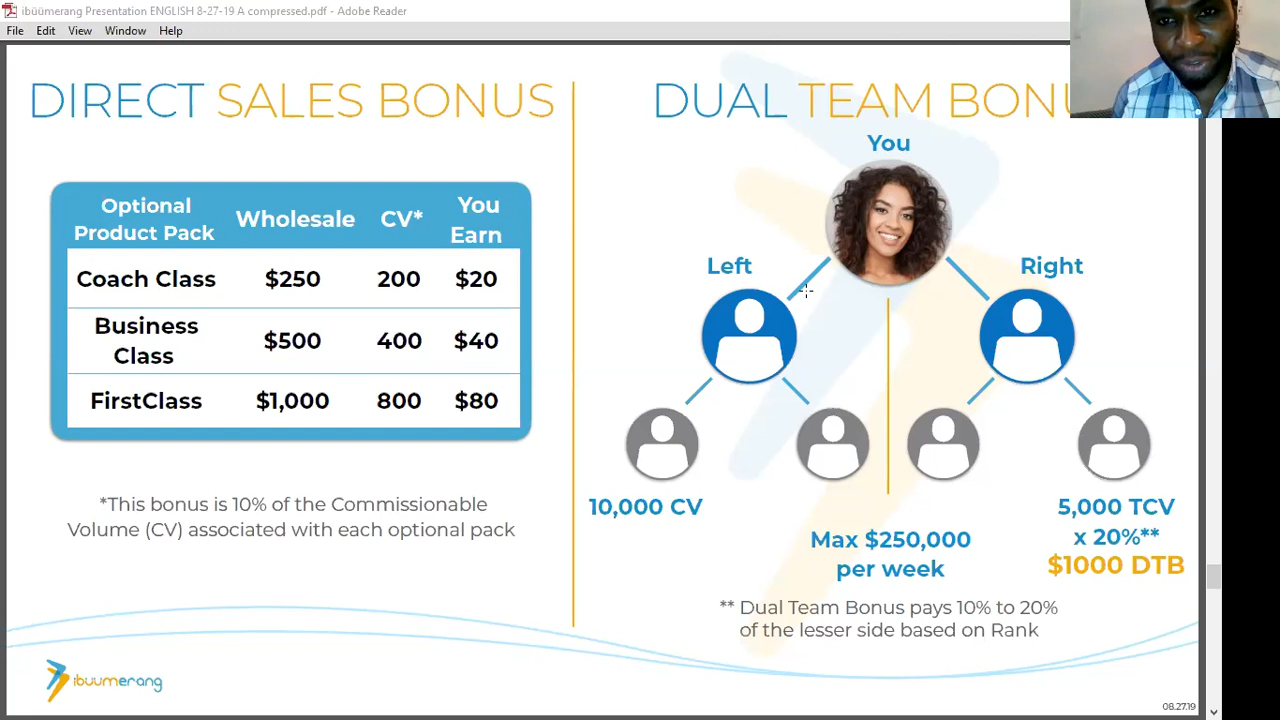 ibüümerang Presentation ENGLISH 8-27-19 A compressed.pdf - Adobe Reader
File Edit View Window Help
DIRECT SALES BONUS
Optional Product Pack Wholesale CV* You Earn
Coach Class $250 200 $20
Business Class $500 400 $40
FirstClass $1,000 800 $80
*This bonus is 10% of the Commissionable
Volume (CV) associated with each optional pack
ibuumerang
DUAL TEAM BONU
You
Left
Right
10,000 CV
Max $250,000
per week
5,000 TCV
x 20%**
$1000 DTB
** Dual Team Bonus pays 10% to 20%
of the lesser side based on Rank
08.27.19